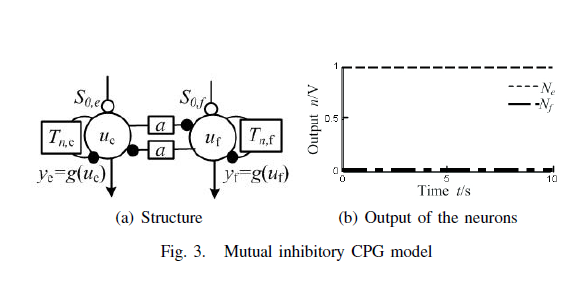 S0,e
S0,f
a
Tn,e
ue
uf
Tn,f
a
ye=g(ue)
yf=g(uf)
(a) Structure
Output n/V
1
0.5
0
0
5
10
Time t/s
Ne
Nf
(b) Output of the neurons
Fig. 3. Mutual inhibitory CPG model